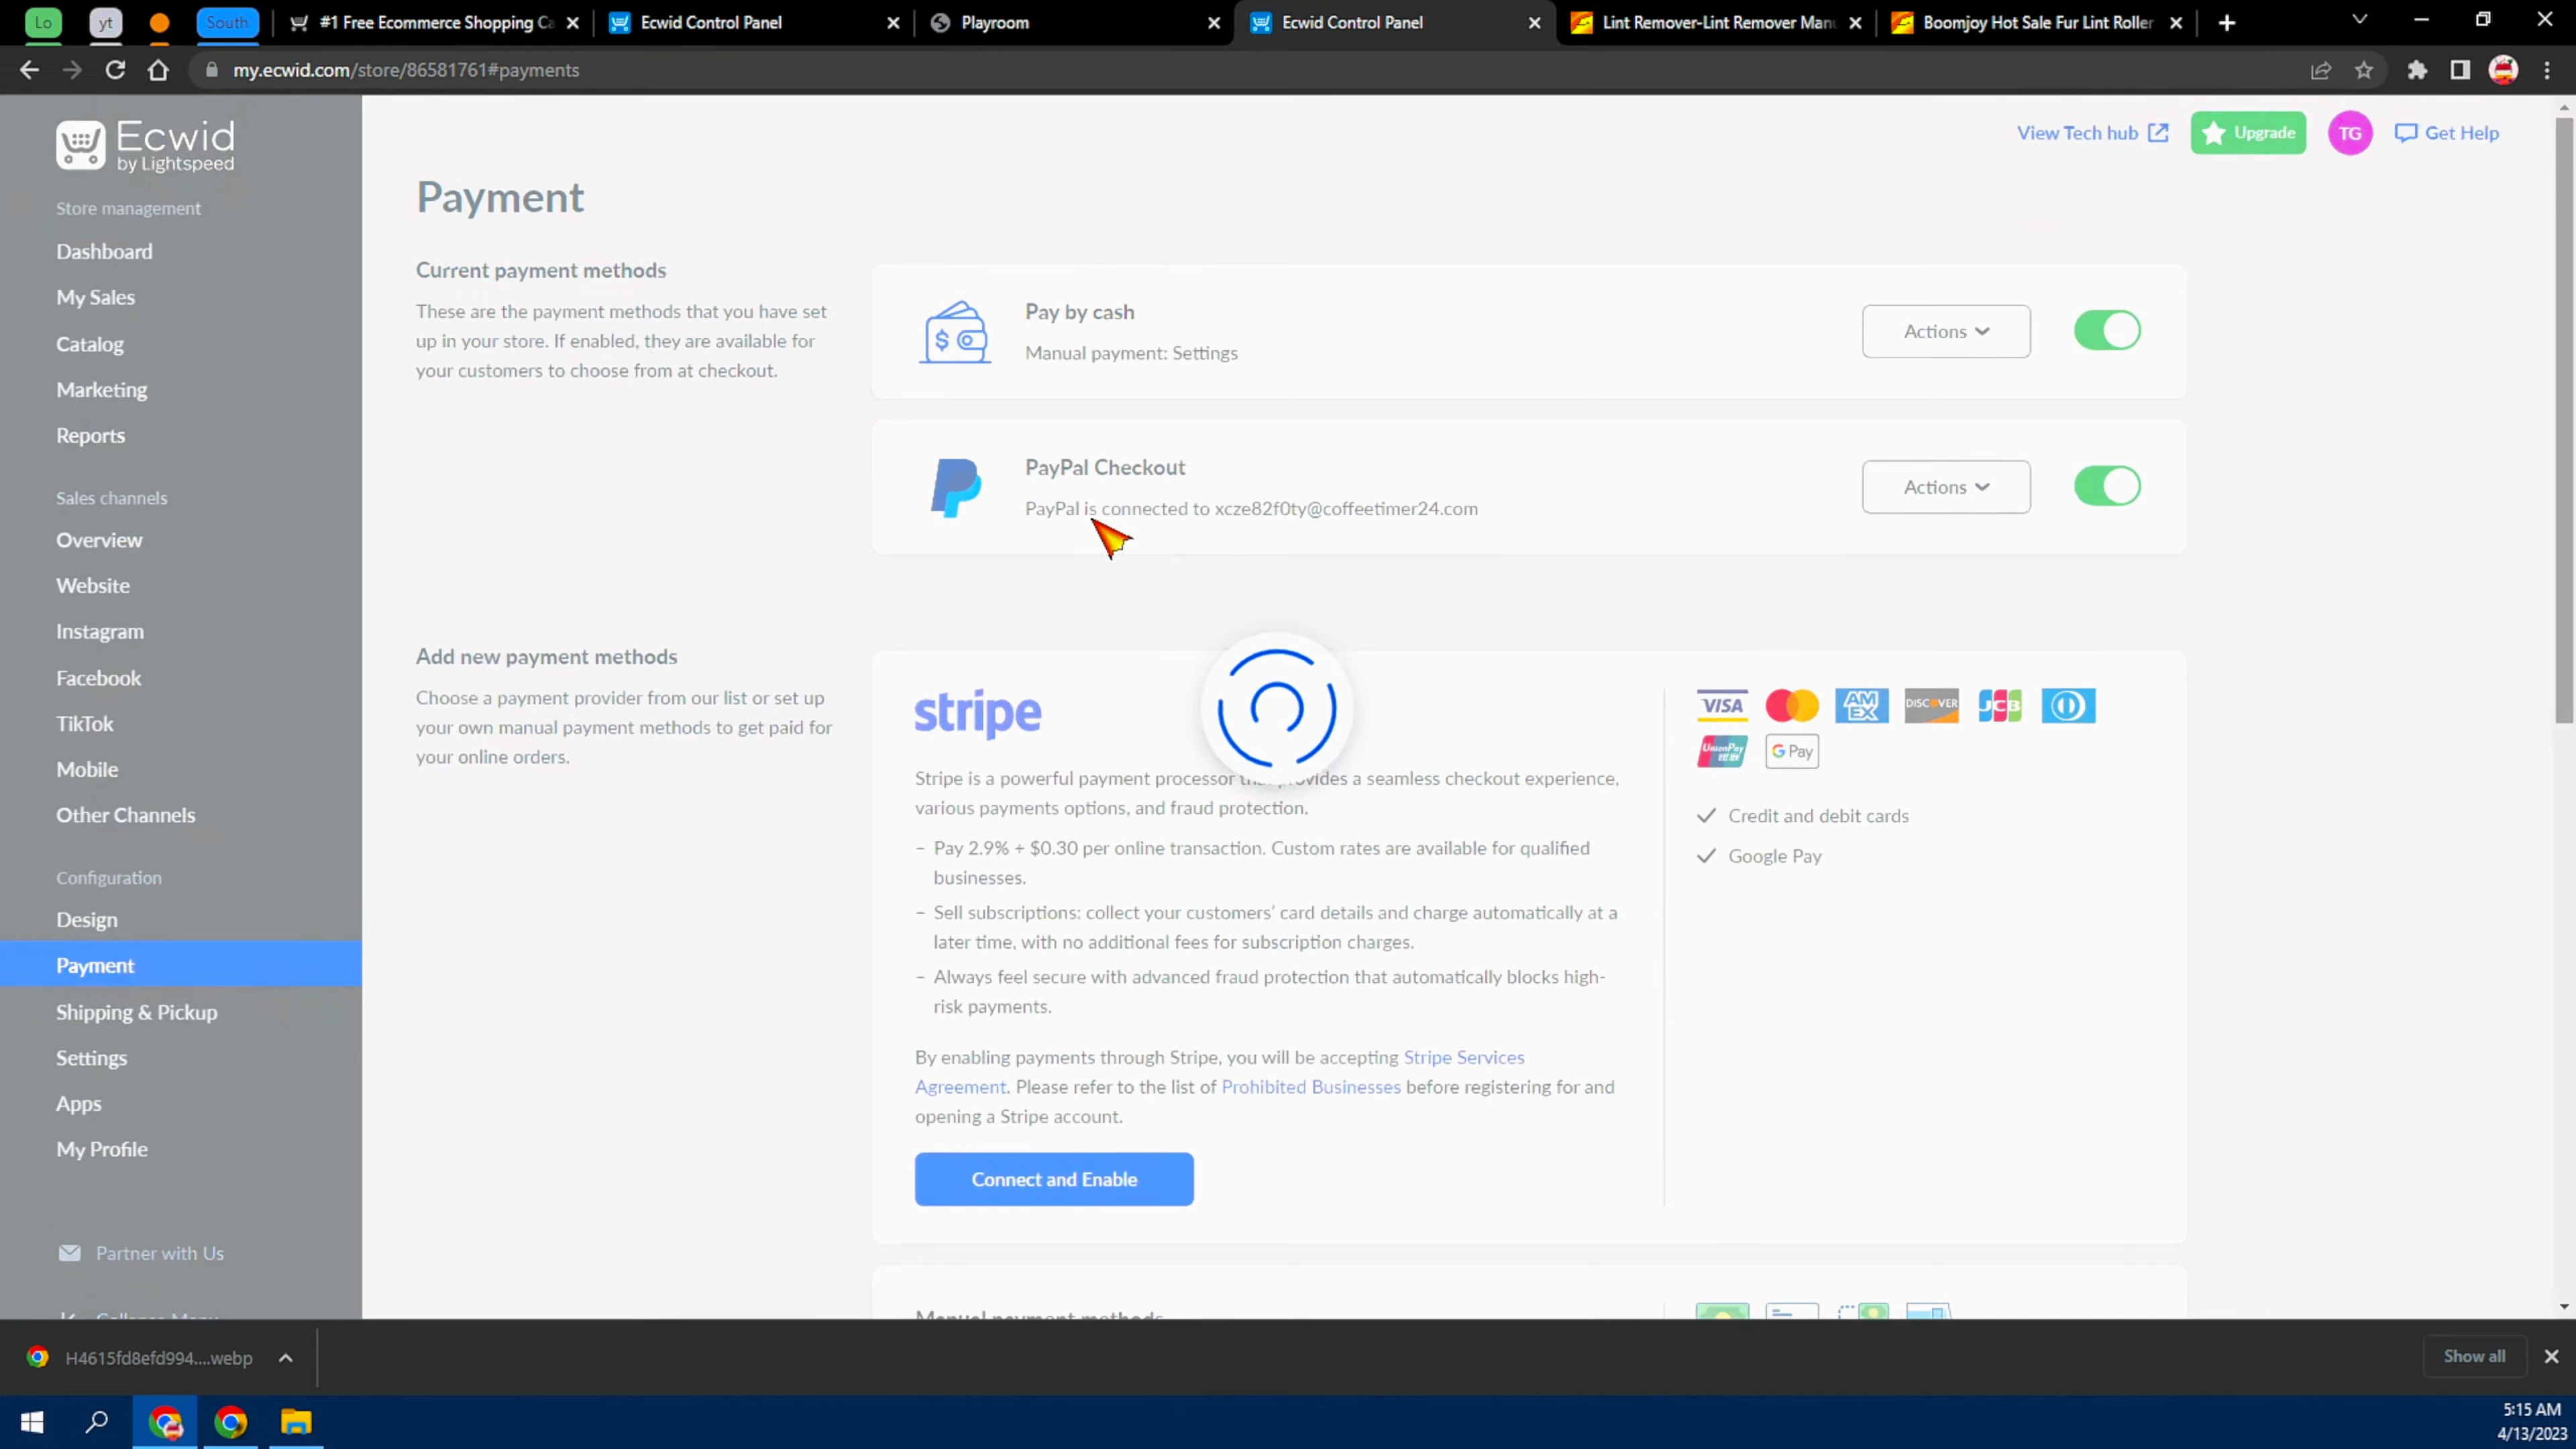 Lo
yt
South
#1 Free Ecommerce Shopping Ca
Ecwid Control Panel
Playroom
Ecwid Control Panel
Lint Remover-Lint Remover Manu
Boomjoy Hot Sale Fur Lint Roller
my.ecwid.com/store/86581761#payments
Ecwid
by Lightspeed
View Tech hub
Upgrade
TG
Get Help
Store management
Dashboard
My Sales
Catalog
Marketing
Reports
Sales channels
Overview
Website
Instagram
Facebook
TikTok
Mobile
Other Channels
Configuration
Design
Payment
Shipping & Pickup
Settings
Apps
My Profile
Partner with Us
Collapse Menu
Payment
Current payment methods
These are the payment methods that you have set
up in your store. If enabled, they are available for
your customers to choose from at checkout.
Pay by cash
Manual payment: Settings
Actions
PayPal Checkout
PayPal is connected to xcze82f0ty@coffeetimer24.com
Actions
Add new payment methods
Choose a payment provider from our list or set up
your own manual payment methods to get paid for
your online orders.
stripe
Stripe is a powerful payment processor that provides a seamless checkout experience,
various payments options, and fraud protection.
– Pay 2.9% + $0.30 per online transaction. Custom rates are available for qualified
businesses.
– Sell subscriptions: collect your customers' card details and charge automatically at a
later time, with no additional fees for subscription charges.
– Always feel secure with advanced fraud protection that automatically blocks high-
risk payments.
By enabling payments through Stripe, you will be accepting Stripe Services
Agreement. Please refer to the list of Prohibited Businesses before registering for and
opening a Stripe account.
Connect and Enable
VISA
AM
EX
DISCOVER
JCB
UnionPay
G Pay
Credit and debit cards
Google Pay
Manual payment methods
H4615fd8efd994....webp
Show all
5:15 AM
4/13/2023